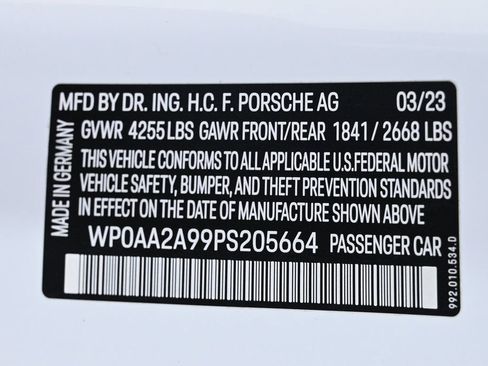 MFD BY DR. ING. H.C. F. PORSCHE AG 03/23
GVWR 4255 LBS GAWR FRONT/REAR 1841 / 2668 LBS
THIS VEHICLE CONFORMS TO ALL APPLICABLE U.S.FEDERAL MOTOR
VEHICLE SAFETY, BUMPER, AND THEFT PREVENTION STANDARDS
IN EFFECT ON THE DATE OF MANUFACTURE SHOWN ABOVE
WP0AA2A99PS205664 PASSENGER CAR
MADE IN GERMANY
992.010.534.D